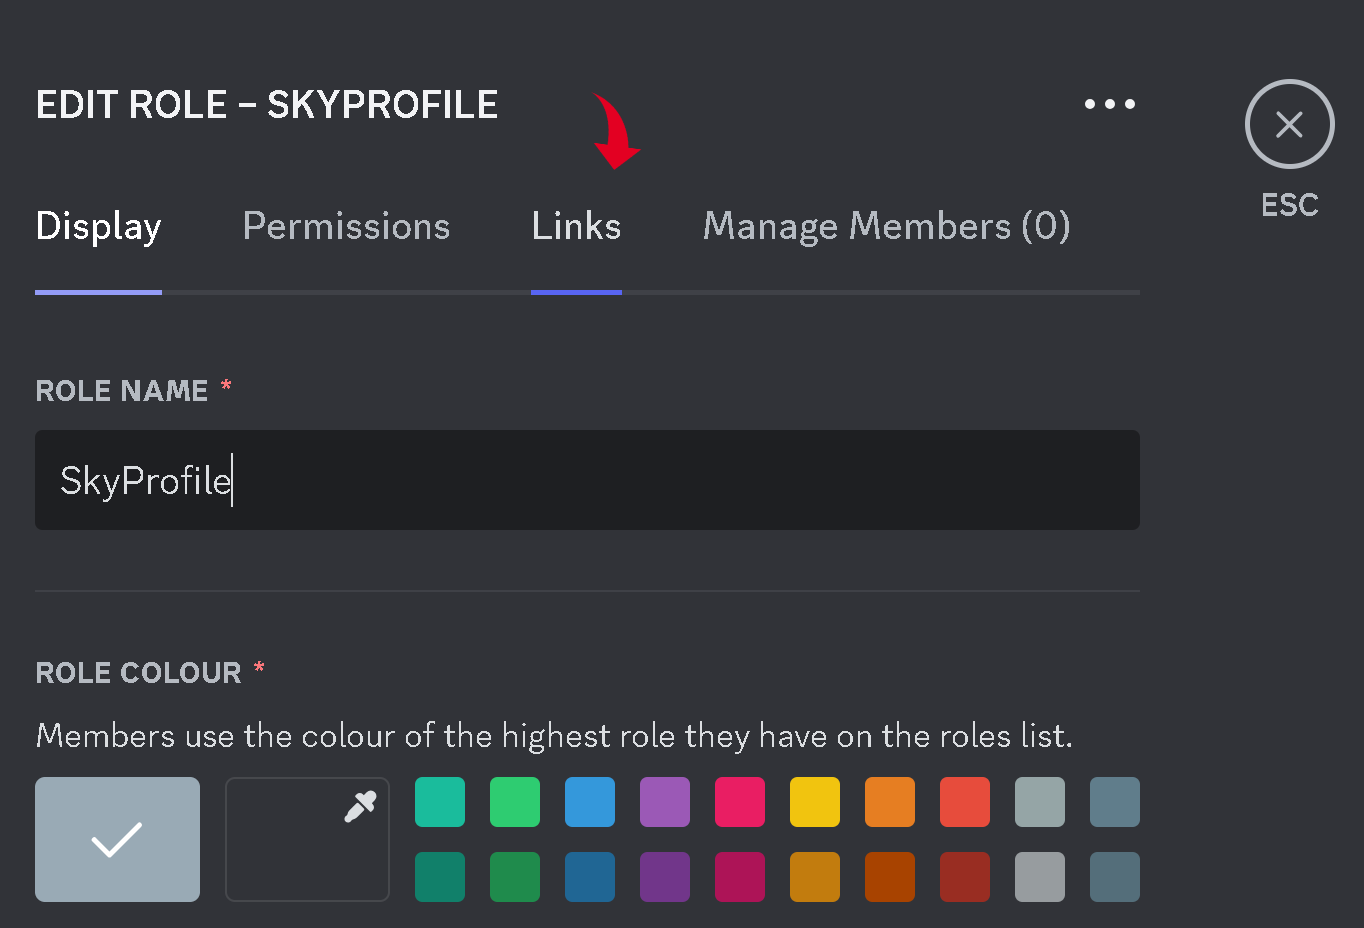 EDIT ROLE – SKYPROFILE
ESC
Display Permissions Links Manage Members (0)
ROLE NAME *
SkyProfile
ROLE COLOUR *
Members use the colour of the highest role they have on the roles list.